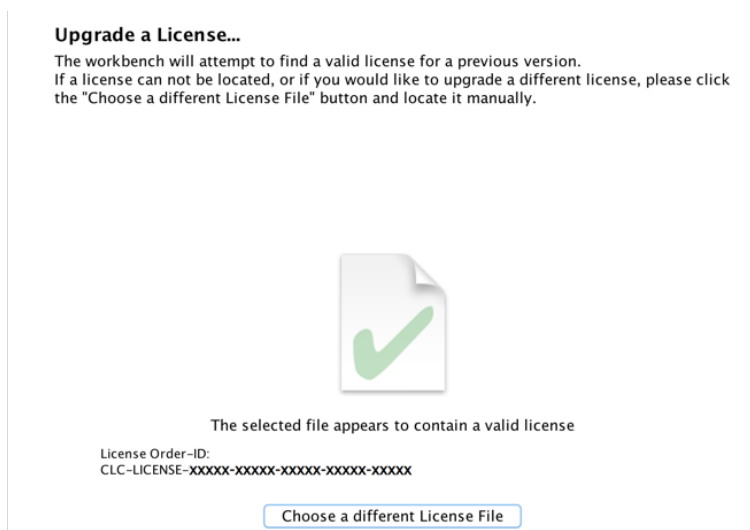 Upgrade a License...
The workbench will attempt to find a valid license for a previous version.
If a license can not be located, or if you would like to upgrade a different license, please click
the "Choose a different License File" button and locate it manually.
The selected file appears to contain a valid license
License Order-ID:
CLC-LICENSE-XXXXX-XXXXX-XXXXX-XXXXX-XXXXX
Choose a different License File